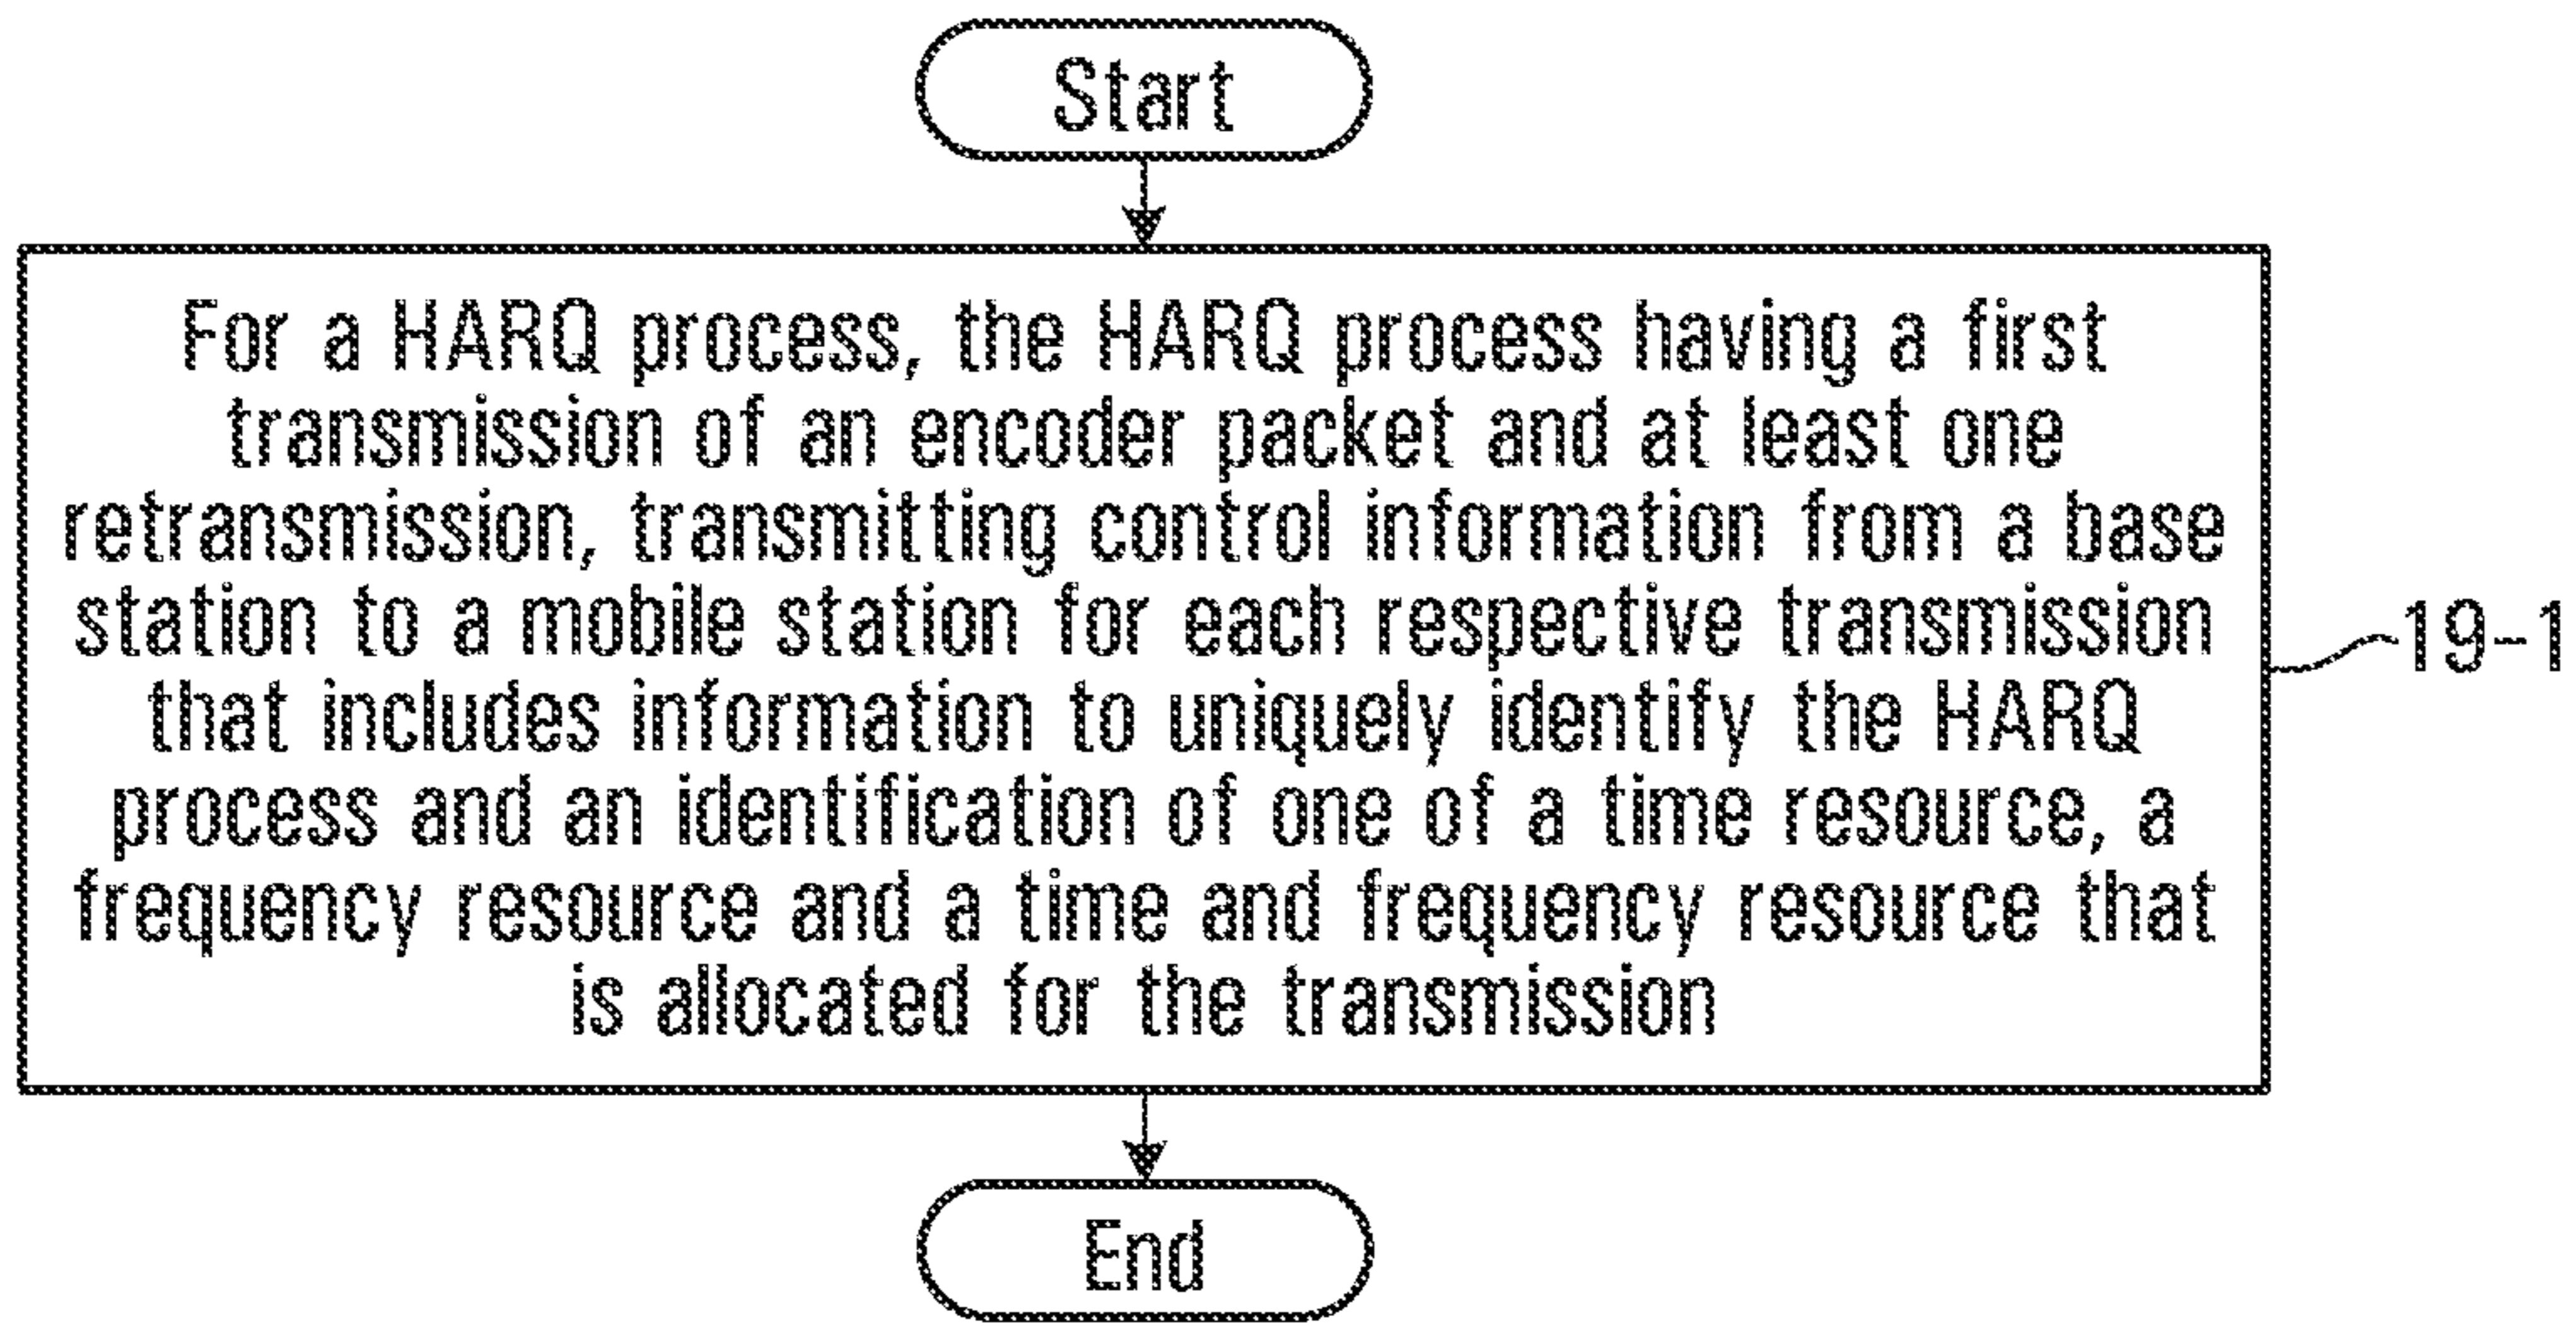 Start
For a HARQ process, the HARQ process having a first
transmission of an encoder packet and at least one
retransmission, transmitting control information from a base
station to a mobile station for each respective transmission
that includes information to uniquely identify the HARQ
process and an identification of one of a time resource, a
frequency resource and a time and frequency resource that
is allocated for the transmission
19-1
End